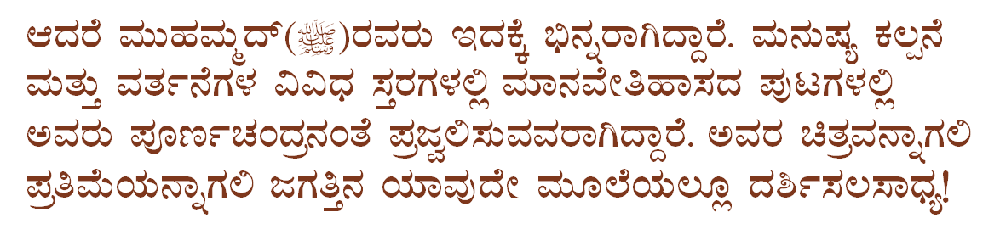 ಆದರೆ ಮುಹಮ್ಮದ್(ﷺ)ರವರು ಇದಕ್ಕೆ ಭಿನ್ನರಾಗಿದ್ದಾರೆ. ಮನುಷ್ಯ ಕಲ್ಪನೆ
ಮತ್ತು ವರ್ತನೆಗಳ ವಿವಿಧ ಸ್ತರಗಳಲ್ಲಿ ಮಾನವೇತಿಹಾಸದ ಪುಟಗಳಲ್ಲಿ
ಅವರು ಪೂರ್ಣಚಂದ್ರನಂತೆ ಪ್ರಜ್ವಲಿಸುವವರಾಗಿದ್ದಾರೆ. ಅವರ ಚಿತ್ರವನ್ನಾಗಲಿ
ಪ್ರತಿಮೆಯನ್ನಾಗಲಿ ಜಗತ್ತಿನ ಯಾವುದೇ ಮೂಲೆಯಲ್ಲೂ ದರ್ಶಿಸಲಸಾಧ್ಯ!